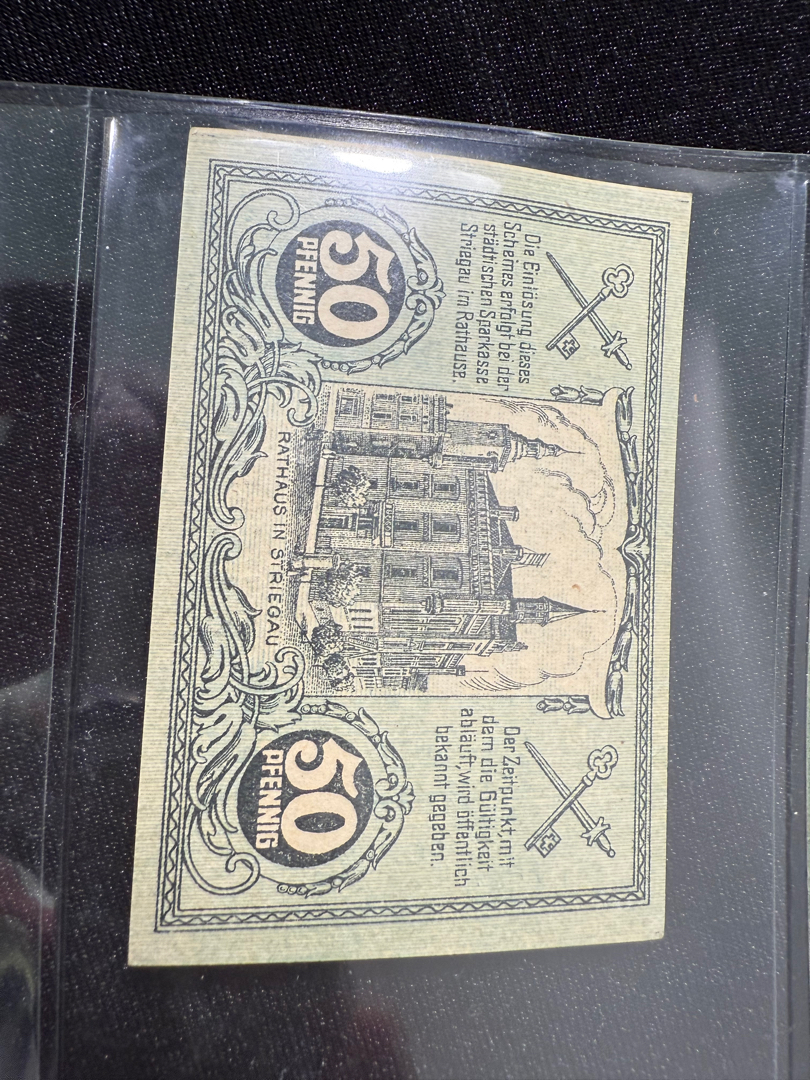 Die Einlösung dieses
Scheines erfolgt bei der
städtischen Sparkasse
Striegau im Rathause.
Der Zeitpunkt, mit
dem die Gültigkeit
abläuft, wird öffentlich
bekannt gegeben.
50
PFENNIG
RATHAUS IN STRIEGAU
50
PFENNIG